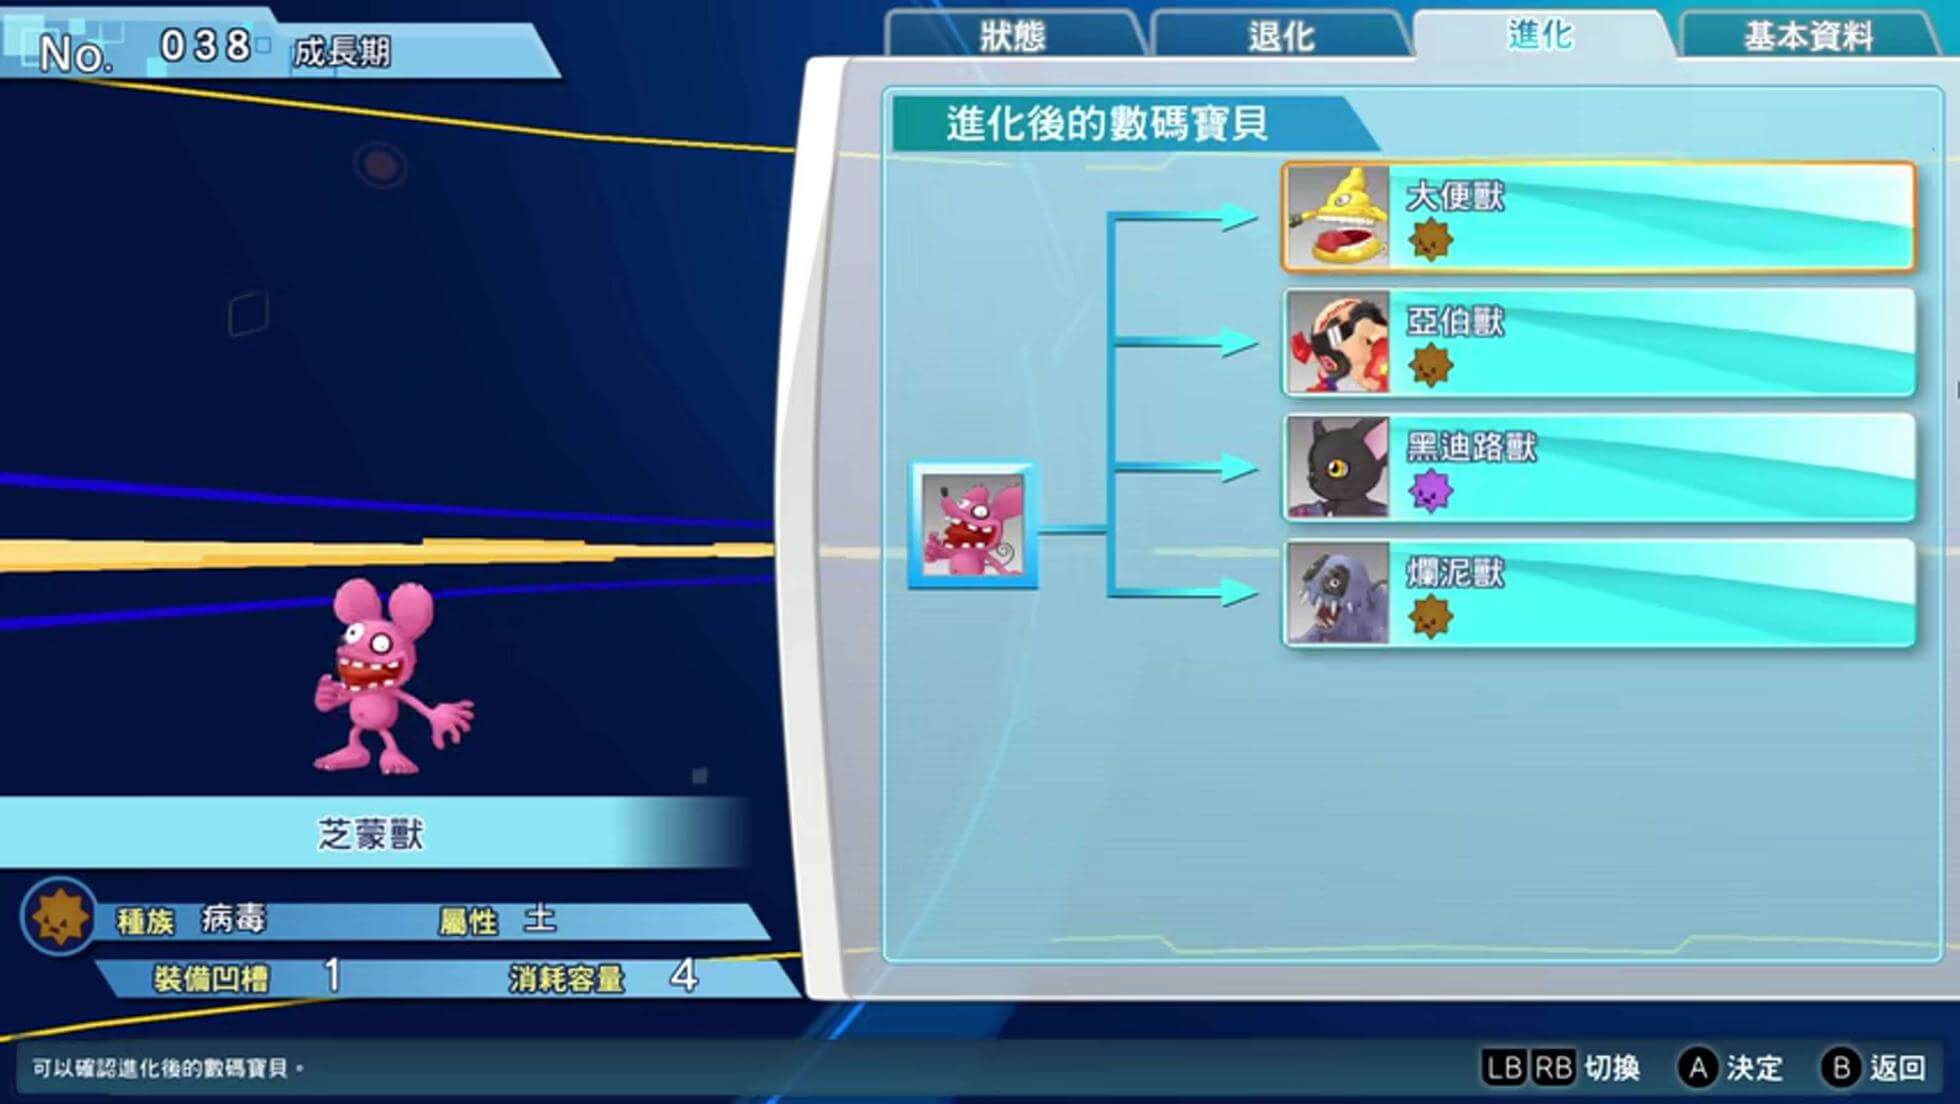 No. 038 成長期
狀態 退化 進化 基本資料
進化後的數碼寶貝
大便獸
亞伯獸
黑迪路獸
爛泥獸
芝蒙獸
種族 病毒 屬性 土
裝備凹槽 1 消耗容量 4
可以確認進化後的數碼寶貝。
LB RB 切換 A 決定 B 返回